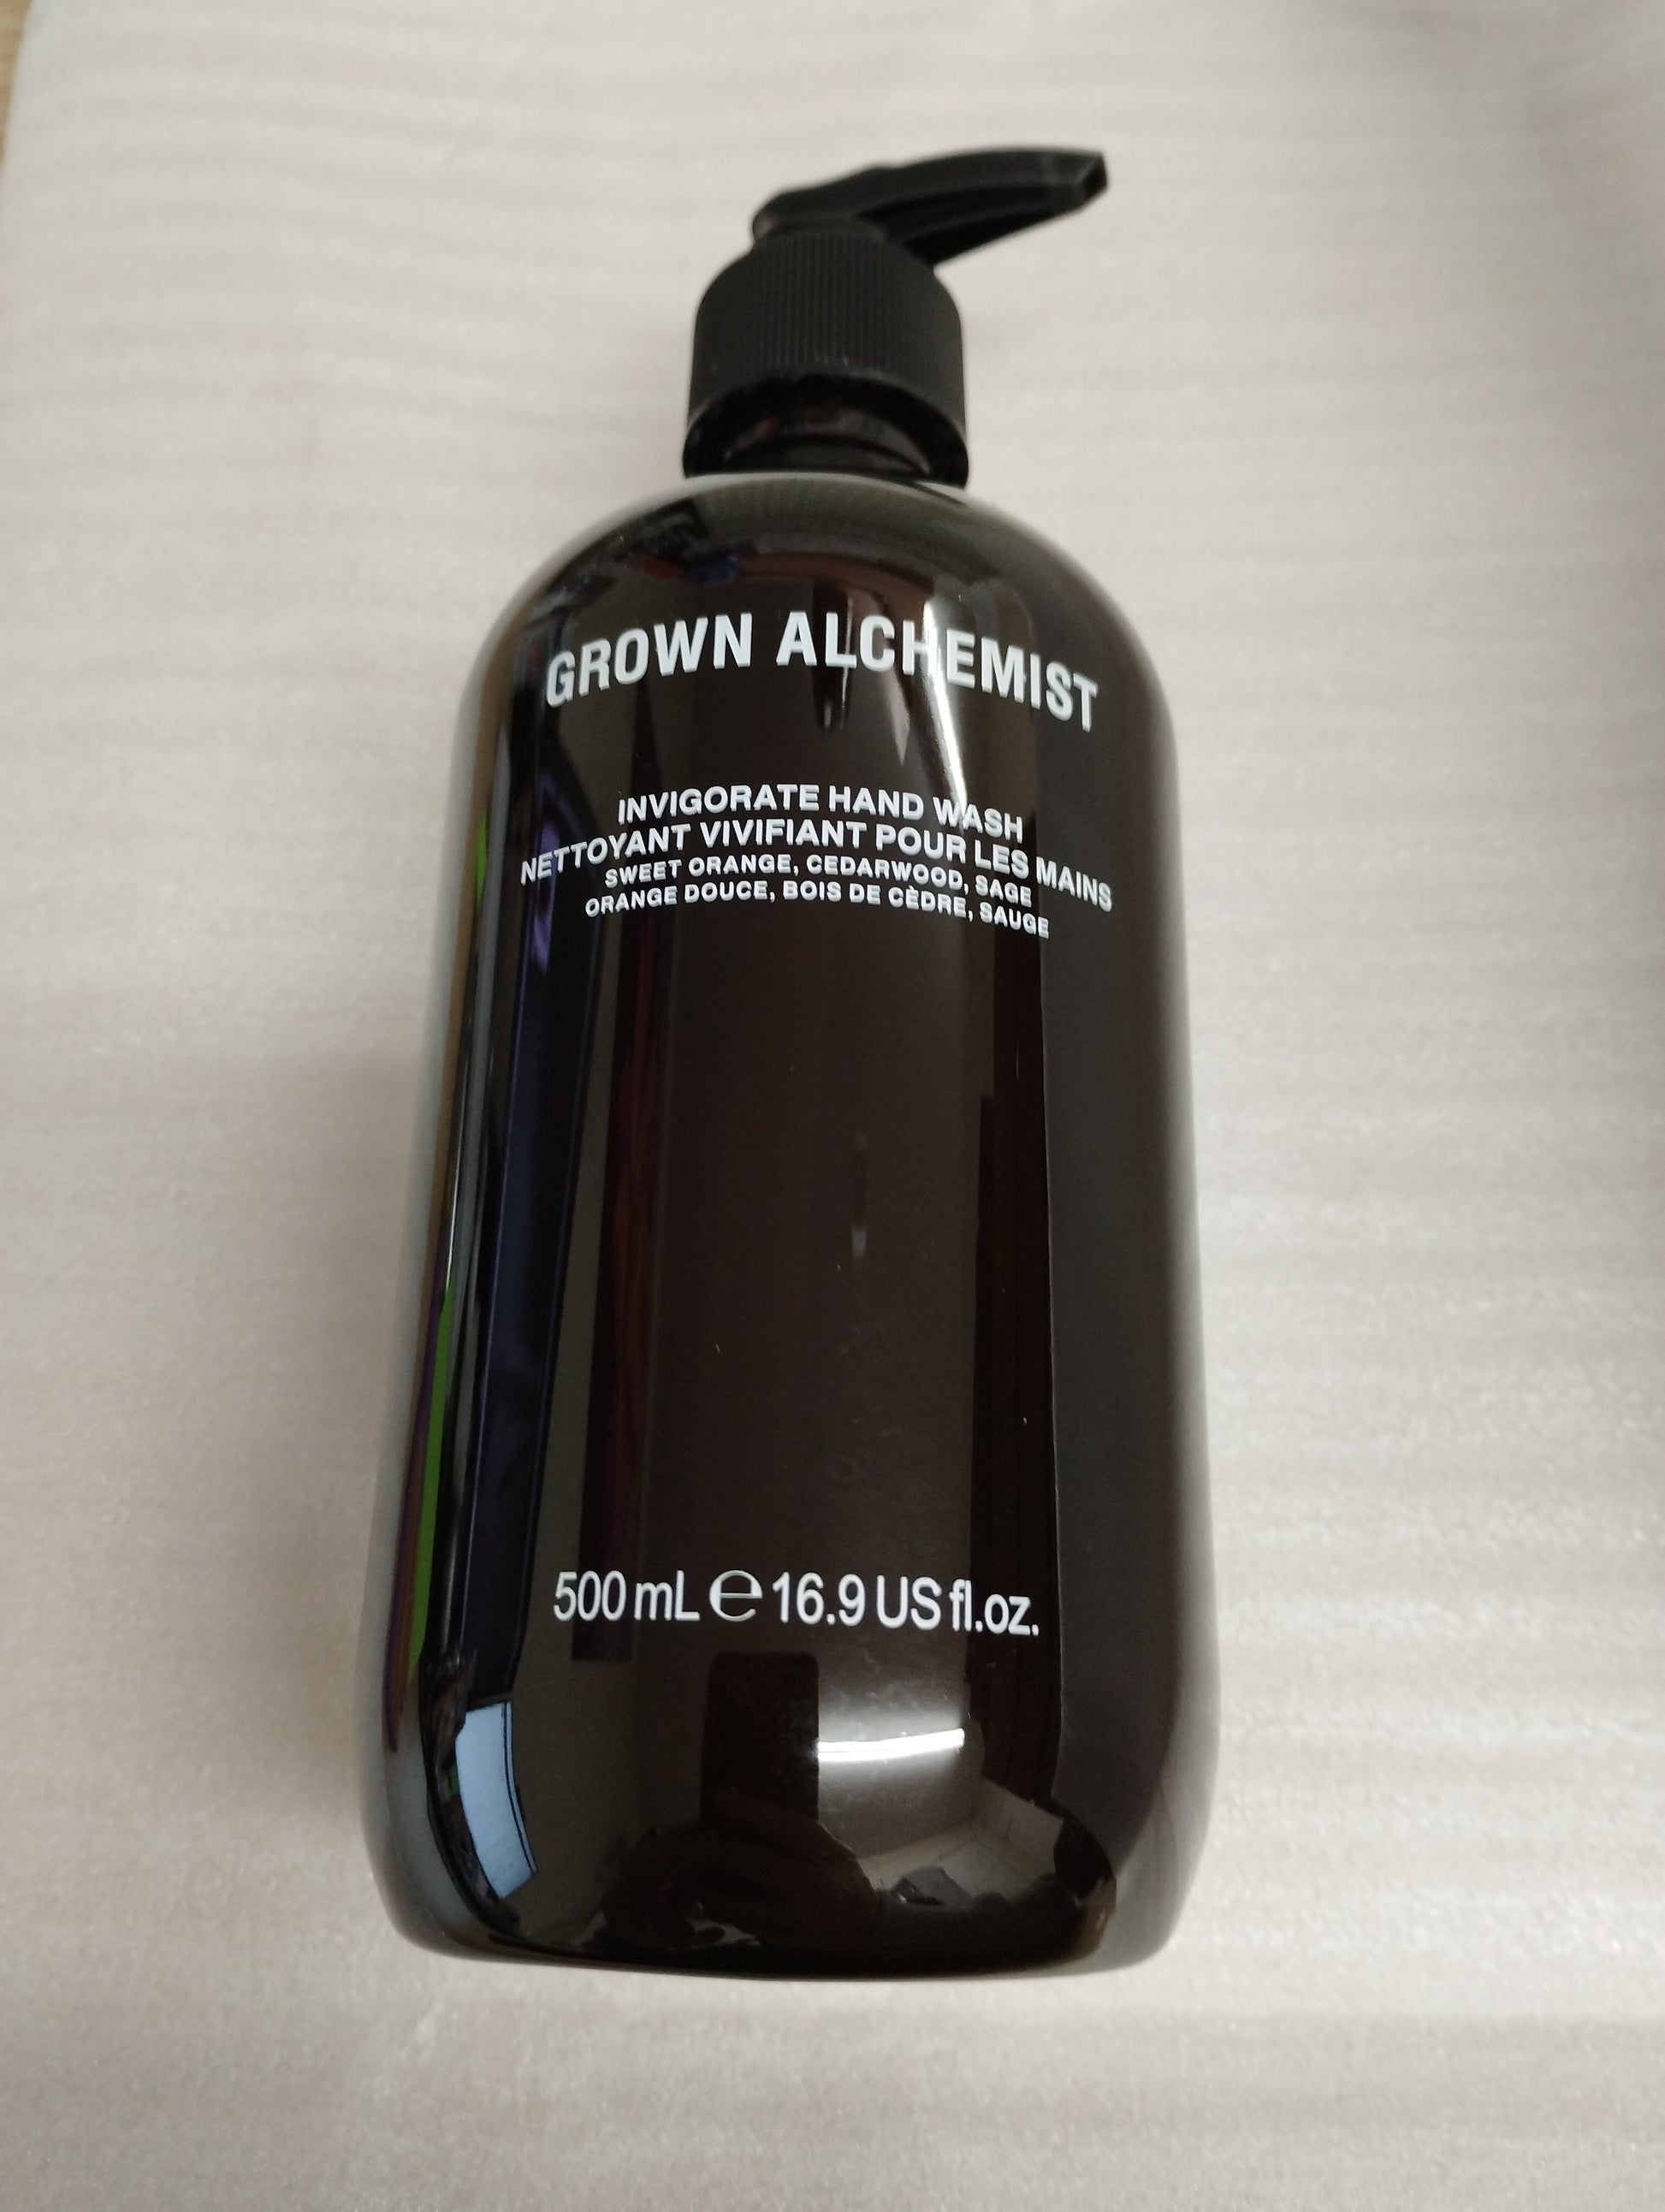 GROWN ALCHEMIST
INVIGORATE HAND WASH
NETTOYANT VIVIFIANT POUR LES MAINS
SWEET ORANGE, CEDARWOOD, SAGE
ORANGE DOUCE, BOIS DE CÈDRE, SAUGE
500 mL ℮ 16.9 US fl.oz.